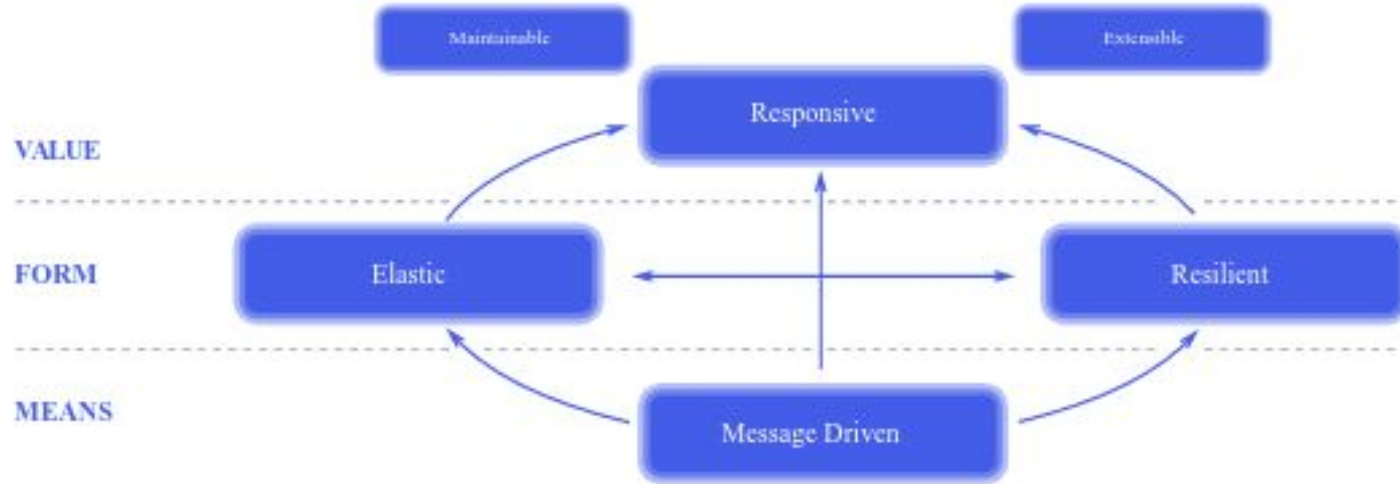 Maintainable
Extensible
Responsive
VALUE
FORM
Elastic
Resilient
MEANS
Message Driven